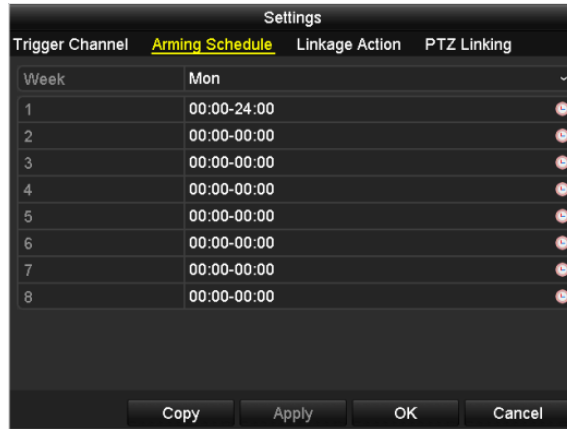 Settings
Trigger Channel Arming Schedule Linkage Action PTZ Linking
Week Mon
1 00:00-24:00
2 00:00-00:00
3 00:00-00:00
4 00:00-00:00
5 00:00-00:00
6 00:00-00:00
7 00:00-00:00
8 00:00-00:00
Copy Apply OK Cancel